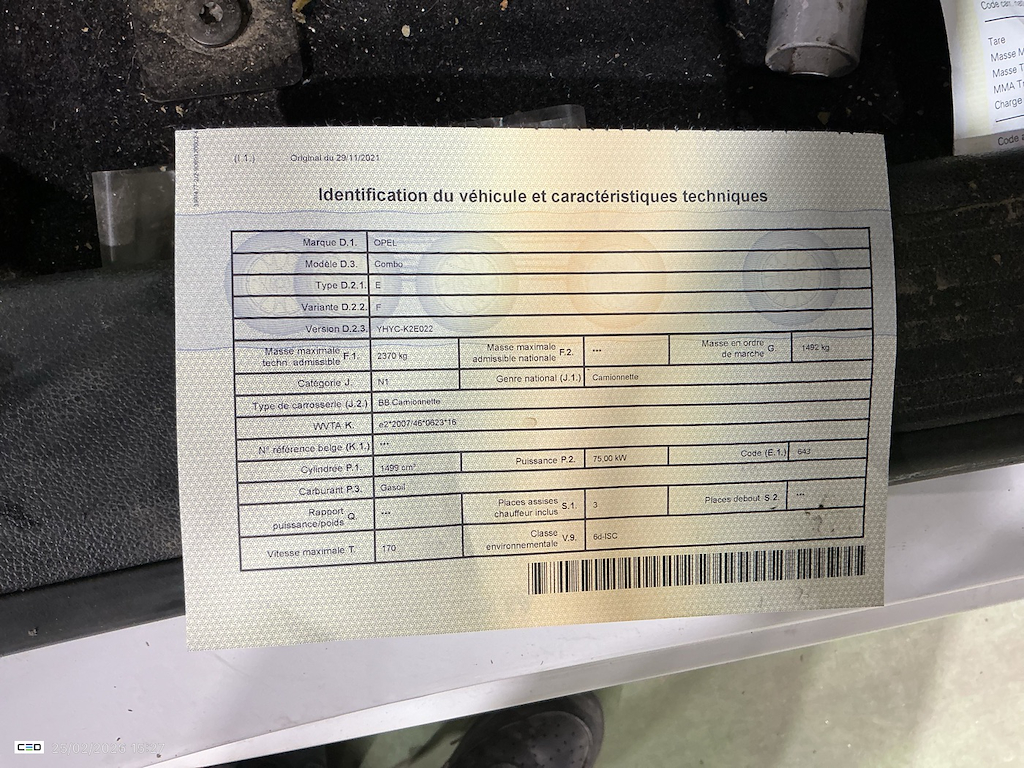 Code
Tare
Masse
Masse
MMA
Charge
Code
(I 1.) Original du 29/11/2021
Identification du véhicule et caractéristiques techniques
Marque D.1. OPEL
Modèle D.3. Combo
Type D.2.1. E
Variante D.2.2. F
Version D.2.3. YHYC-K2E022
Masse maximale techn. admissible F.1. 2370 kg Masse maximale admissible nationale F.2. *** Masse en ordre de marche G. 1492 kg
Catégorie J. N1 Genre national (J.1.) Camionnette
Type de carrosserie (J.2.) BB Camionnette
WVTA K. e2*2007/46*0623*16
N° référence belge (K.1.) ***
Cylindrée P.1. 1499 cm³ Puissance P.2. 75,00 kW Code (E.1.) 643
Carburant P.3. Gasoil
Rapport puissance/poids Q. *** Places assises chauffeur inclus S.1. 3 Places debout S.2. ***
Vitesse maximale T. 170 Classe environnementale V.9. 6d-ISC